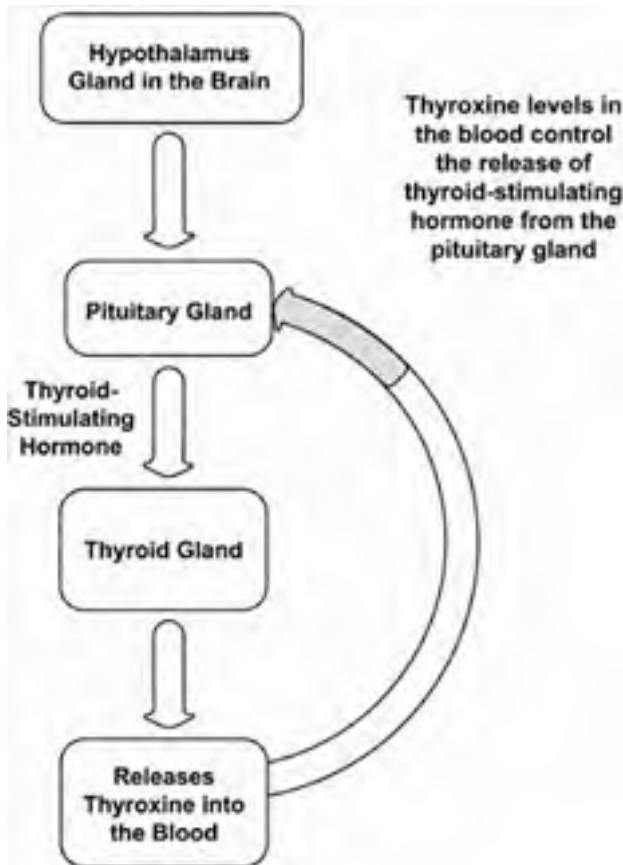 Hypothalamus
Gland in the Brain
Thyroxine levels in
the blood control
the release of
thyroid-stimulating
hormone from the
pituitary gland
Pituitary Gland
Thyroid-
Stimulating
Hormone
Thyroid Gland
Releases
Thyroxine into
the Blood